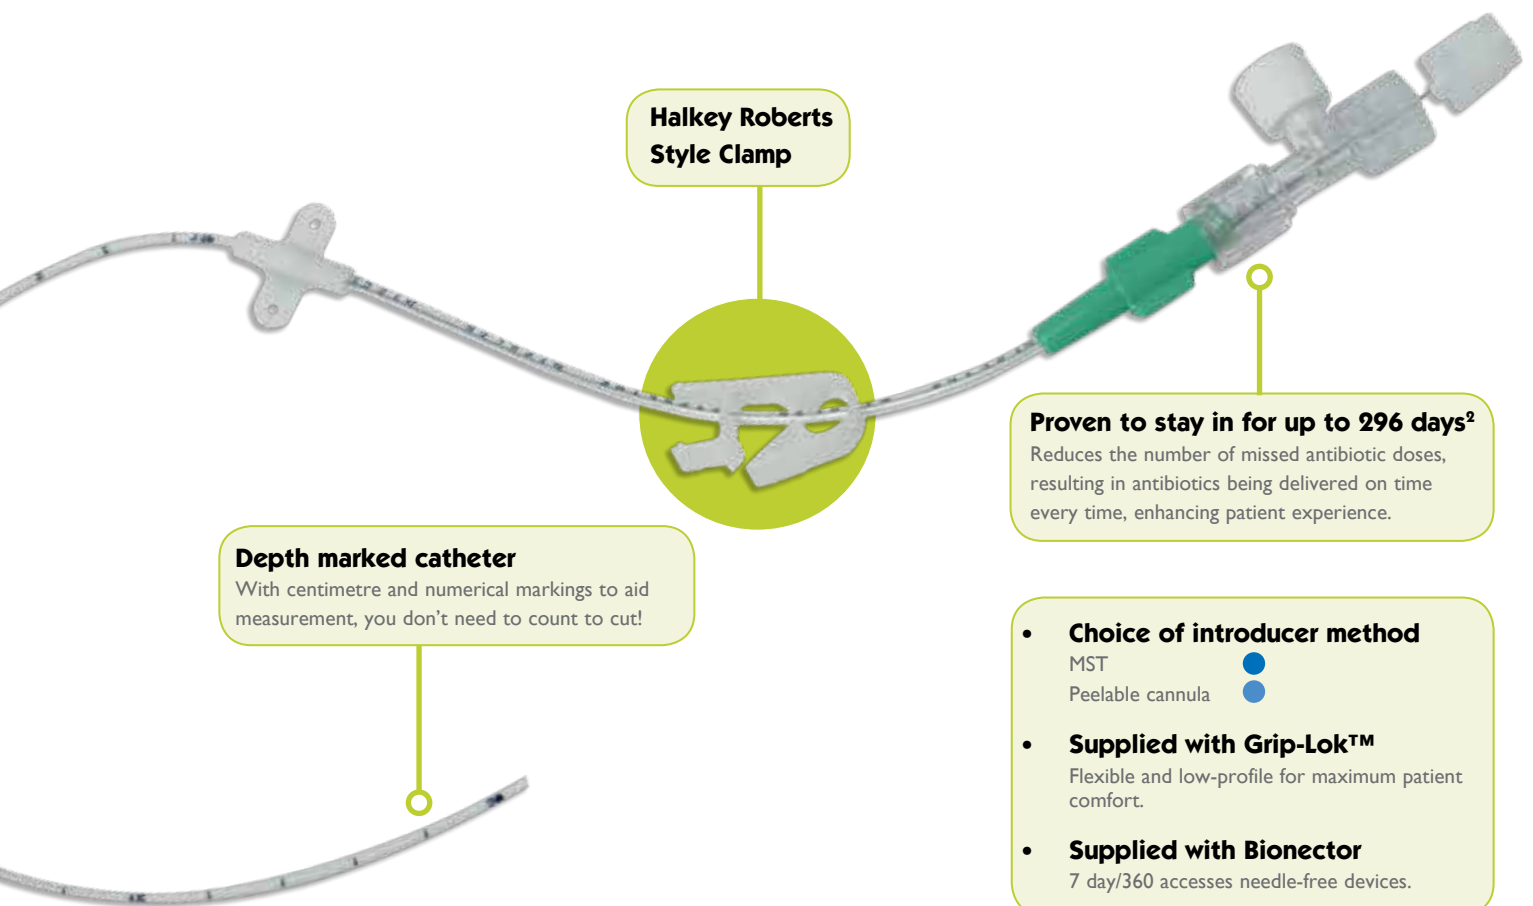 Halkey Roberts
Style Clamp
Proven to stay in for up to 296 days²
Reduces the number of missed antibiotic doses,
resulting in antibiotics being delivered on time
every time, enhancing patient experience.
Depth marked catheter
With centimetre and numerical markings to aid
measurement, you don’t need to count to cut!
• Choice of introducer method
MST
Peelable cannula
• Supplied with Grip-Lok™
Flexible and low-profile for maximum patient
comfort.
• Supplied with Bionector
7 day/360 accesses needle-free devices.